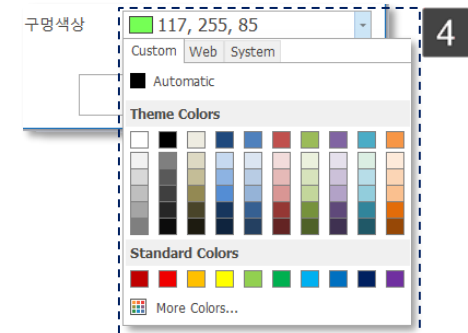 구멍색상 117, 255, 85
4
Custom Web System
Automatic
Theme Colors
Standard Colors
More Colors...